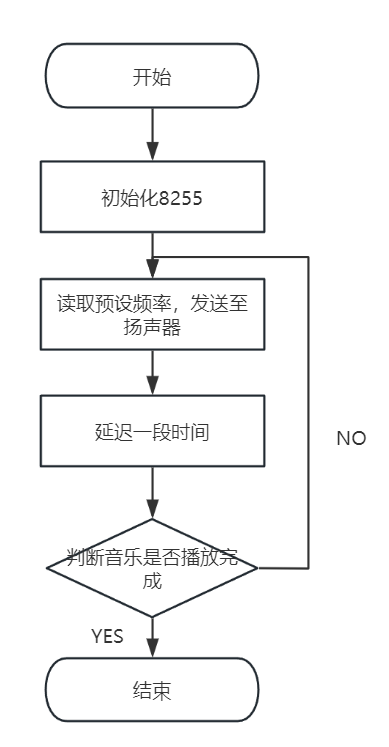 开始
初始化8255
读取预设频率，发送至
扬声器
延迟一段时间
NO
判断音乐是否播放完
成
YES
结束